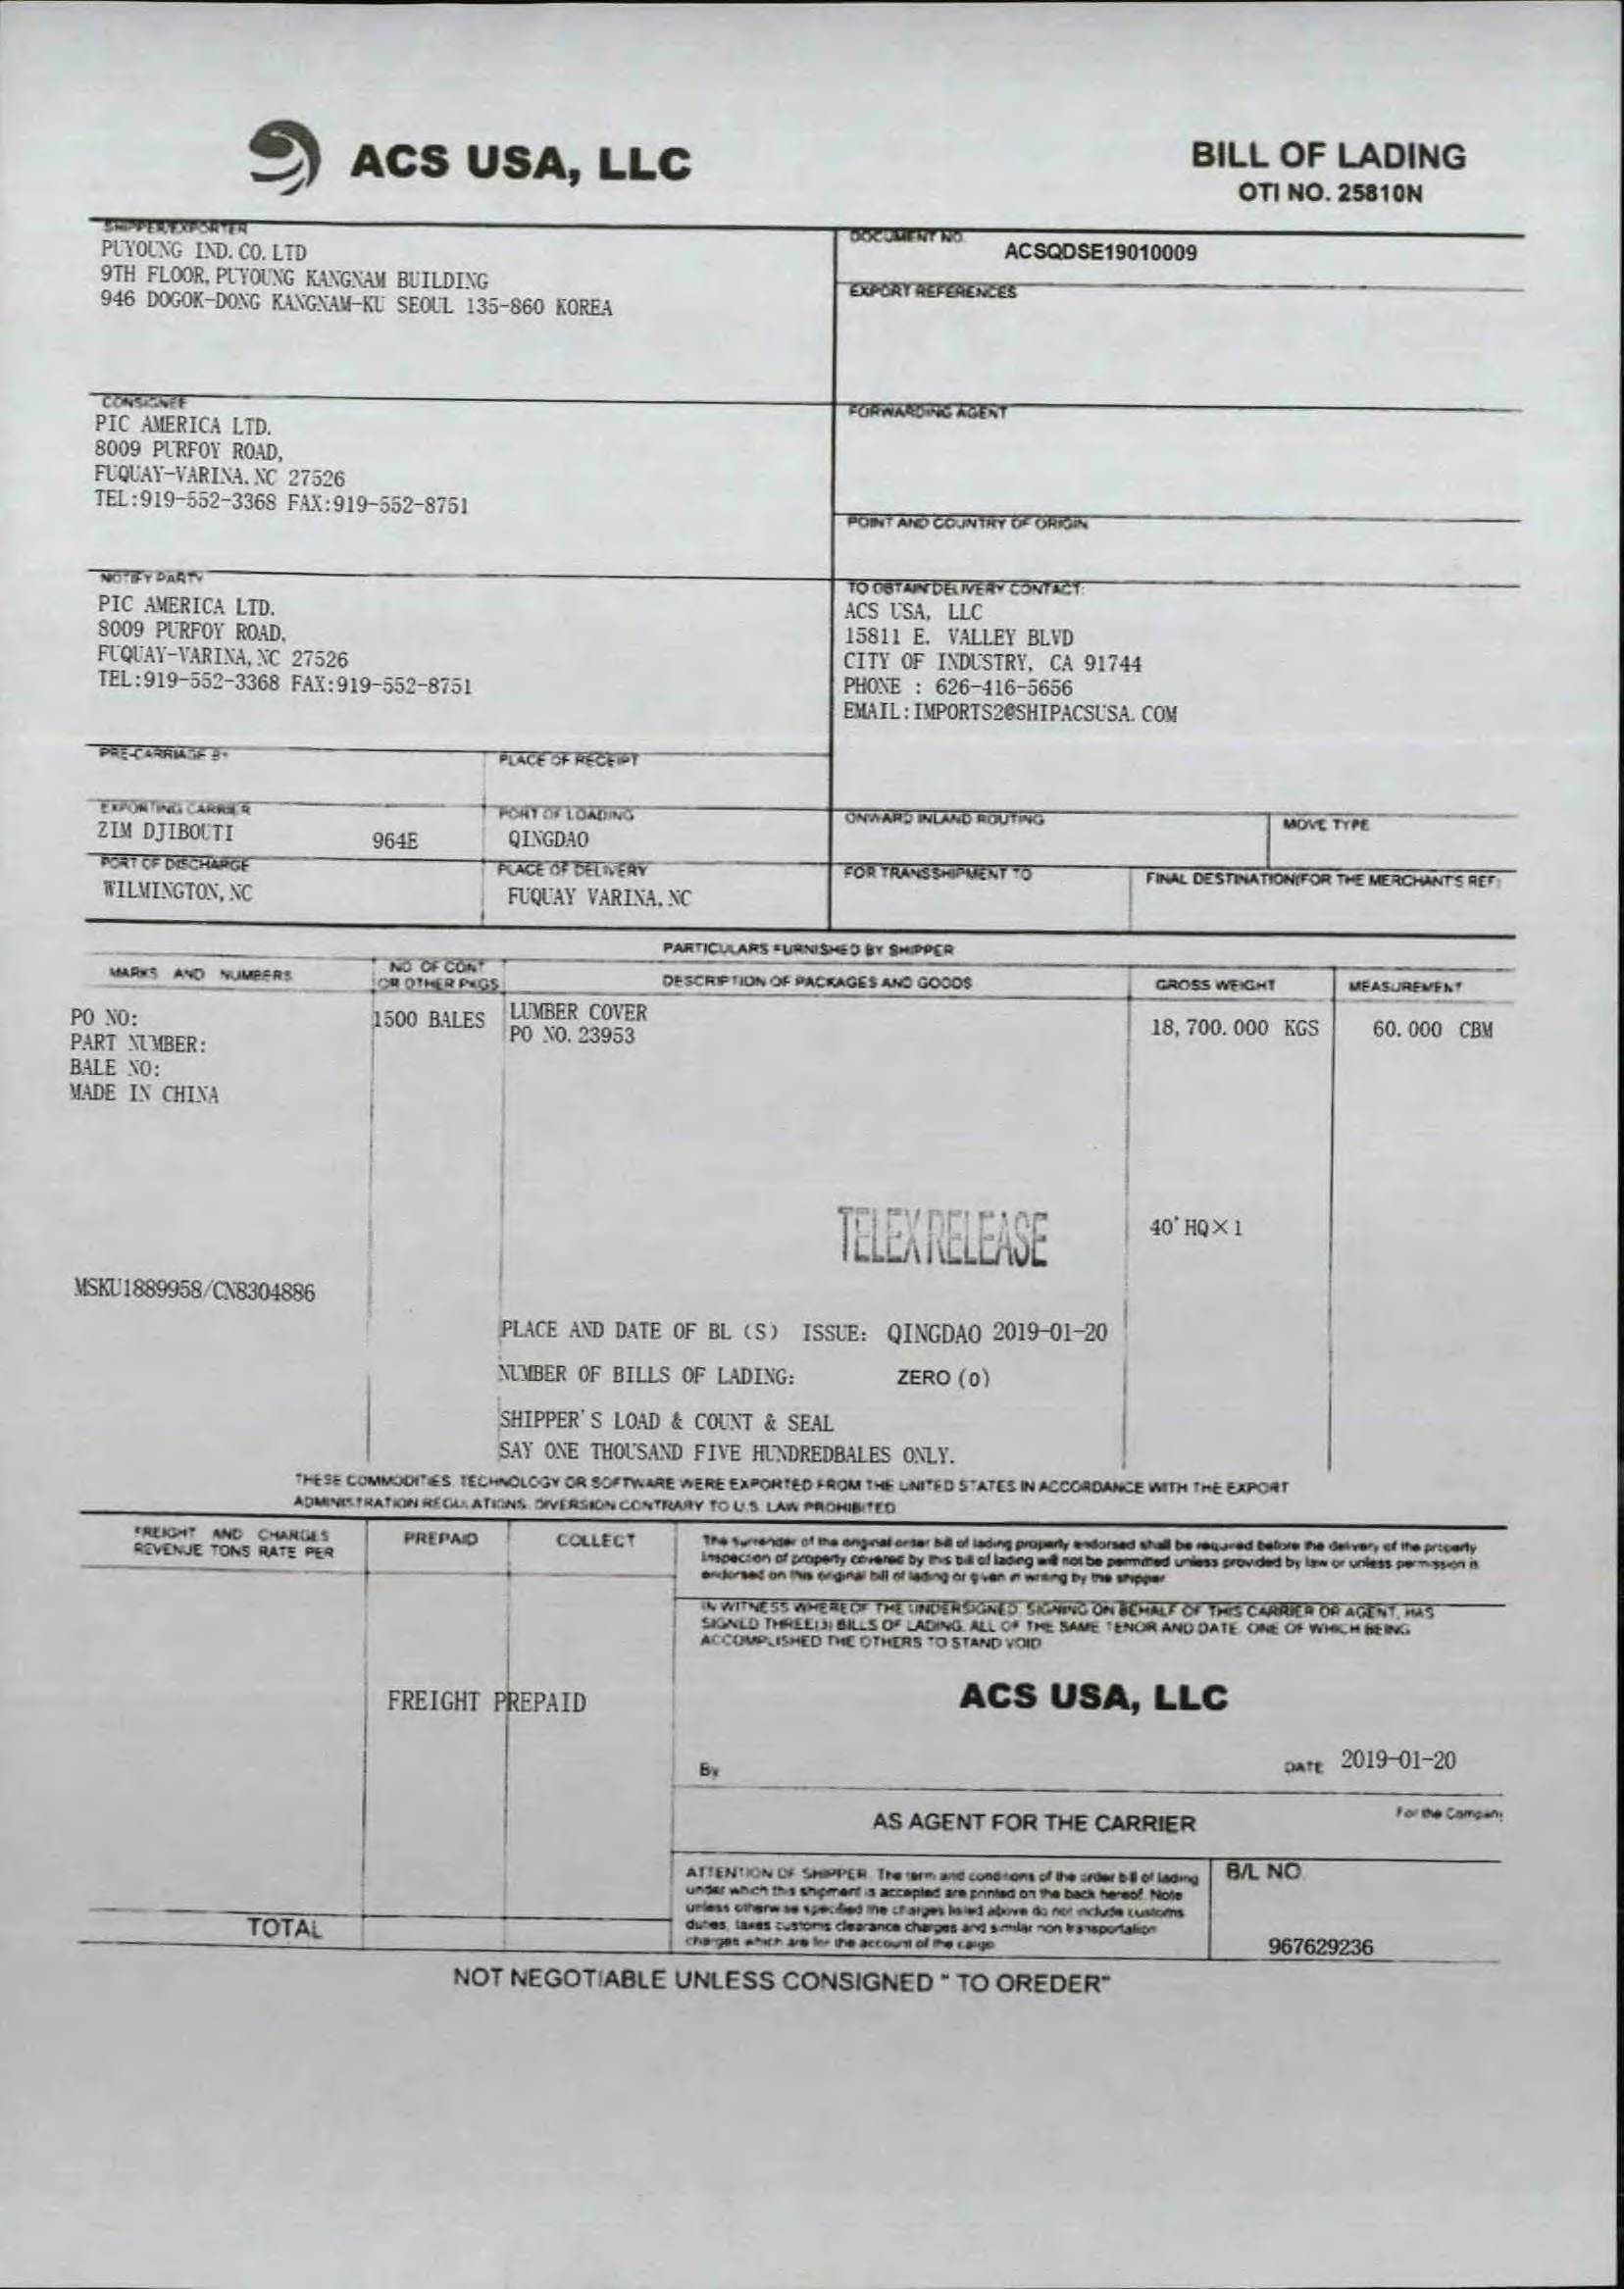 ACS USA, LLC
BILL OF LADING
OTI NO. 25810N
SHIPPER/EXPORTER
PUYOUNG IND. CO. LTD
9TH FLOOR, PUYOUNG KANGNAM BUILDING
946 DOGOK-DONG KANGNAM-KU SEOUL 135-860 KOREA
DOCUMENT NO.
ACSQDSE19010009
EXPORT REFERENCES
CONSIGNEE
PIC AMERICA LTD.
8009 PURFOY ROAD,
FUQUAY-VARINA, NC 27526
TEL:919-552-3368 FAX:919-552-8751
FORWARDING AGENT
POINT AND COUNTRY OF ORIGIN
NOTIFY PARTY
PIC AMERICA LTD.
8009 PURFOY ROAD,
FUQUAY-VARINA, NC 27526
TEL:919-552-3368 FAX:919-552-8751
TO OBTAIN DELIVERY CONTACT:
ACS USA, LLC
15811 E. VALLEY BLVD
CITY OF INDUSTRY, CA 91744
PHONE : 626-416-5656
EMAIL:IMPORTS2@SHIPACSUSA.COM
PRE-CARRIAGE BY
PLACE OF RECEIPT
EXPORTING CARRIER
ZIM DJIBOUTI 964E
PORT OF LOADING
QINGDAO
ONWARD INLAND ROUTING
MOVE TYPE
PORT OF DISCHARGE
WILMINGTON, NC
PLACE OF DELIVERY
FUQUAY VARINA, NC
FOR TRANSSHIPMENT TO
FINAL DESTINATION(FOR THE MERCHANT'S REF)
PARTICULARS FURNISHED BY SHIPPER
MARKS AND NUMBERS
NO OF CONT
OR OTHER PKGS
DESCRIPTION OF PACKAGES AND GOODS
GROSS WEIGHT
MEASUREMENT
PO NO:
PART NUMBER:
BALE NO:
MADE IN CHINA
1500 BALES
LUMBER COVER
PO NO. 23953
18,700.000 KGS
60.000 CBM
TELEX RELEASE
40' HQ×1
MSKU1889958/CN8304886
PLACE AND DATE OF BL (S) ISSUE: QINGDAO 2019-01-20
NUMBER OF BILLS OF LADING: ZERO (0)
SHIPPER'S LOAD & COUNT & SEAL
SAY ONE THOUSAND FIVE HUNDREDBALES ONLY.
THESE COMMODITIES. TECHNOLOGY OR SOFTWARE WERE EXPORTED FROM THE UNITED STATES IN ACCORDANCE WITH THE EXPORT
ADMINISTRATION REGULATIONS. DIVERSION CONTRARY TO U.S. LAW PROHIBITED
FREIGHT AND CHARGES
REVENUE TONS RATE PER
PREPAID
COLLECT
The surrender of the original order bill of lading properly endorsed shall be required before the delivery of the property
Inspection of property covered by this bill of lading will not be permitted unless provided by law or unless permission is
endorsed on this original bill of lading or given in writing by the shipper
IN WITNESS WHEREOF THE UNDERSIGNED, SIGNING ON BEHALF OF THIS CARRIER OR AGENT, HAS
SIGNED THREE(3) BILLS OF LADING. ALL OF THE SAME TENOR AND DATE. ONE OF WHICH BEING
ACCOMPLISHED THE OTHERS TO STAND VOID
FREIGHT PREPAID
ACS USA, LLC
By
DATE 2019-01-20
AS AGENT FOR THE CARRIER
For the Company
ATTENTION OF SHIPPER. The term and conditions of the order bill of lading
under which this shipment is accepted are printed on the back hereof. Note
unless otherwise specified the charges listed above do not include customs
duties, taxes customs clearance charges and similar non transportation
charges which are for the account of the cargo
B/L NO.
967629236
TOTAL
NOT NEGOTIABLE UNLESS CONSIGNED " TO OREDER"